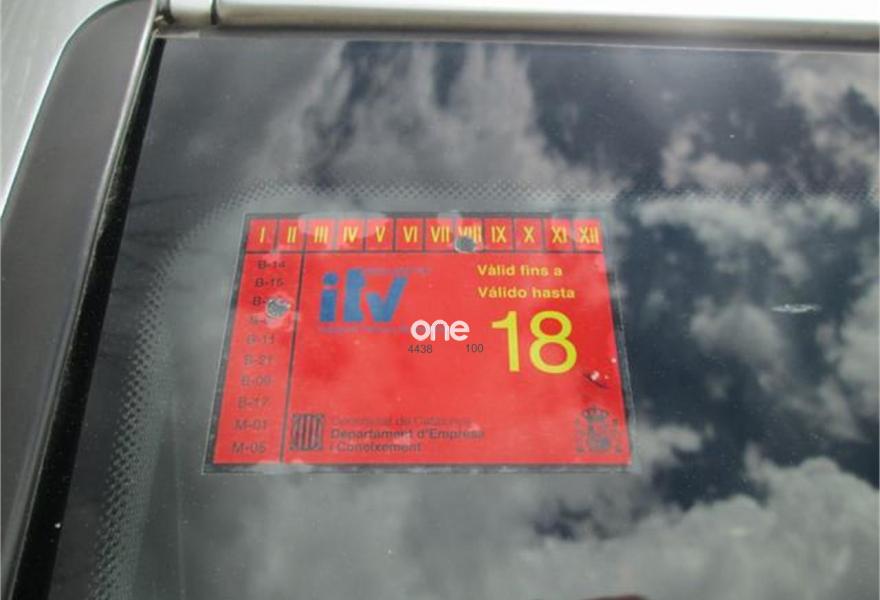 I II III IV V VI VII VIII IX X XI XII
B-14
B-15
B-11
B-21
B-09
B-17
M-01
M-05
itv
Vàlid fins a
Válido hasta
18
one
4438 100
Generalitat de Catalunya
Departament d'Empresa
i Coneixement